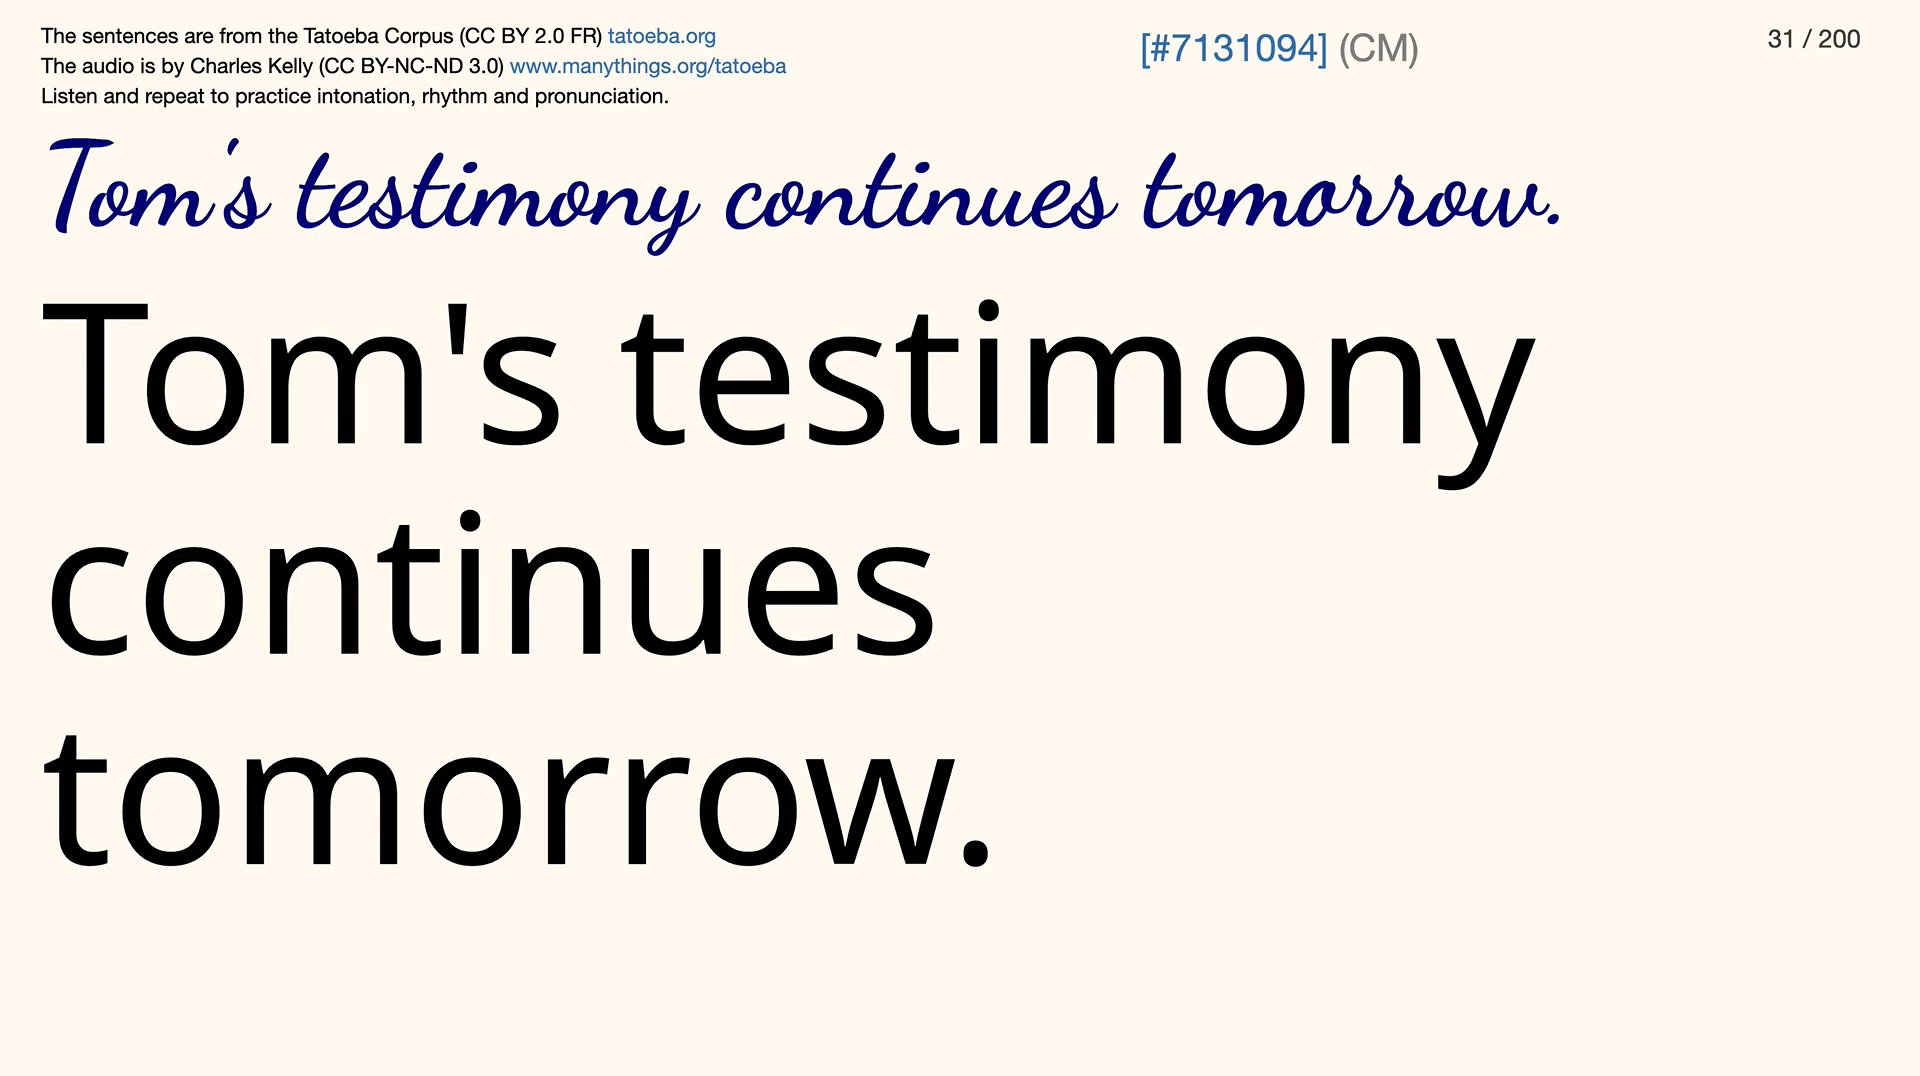 The sentences are from the Tatoeba Corpus (CC BY 2.0 FR) tatoeba.org
The audio is by Charles Kelly (CC BY-NC-ND 3.0) www.manythings.org/tatoeba
Listen and repeat to practice intonation, rhythm and pronunciation.
[#7131094] (CM)
31 / 200
Tom's testimony continues tomorrow.
Tom's testimony
continues
tomorrow.